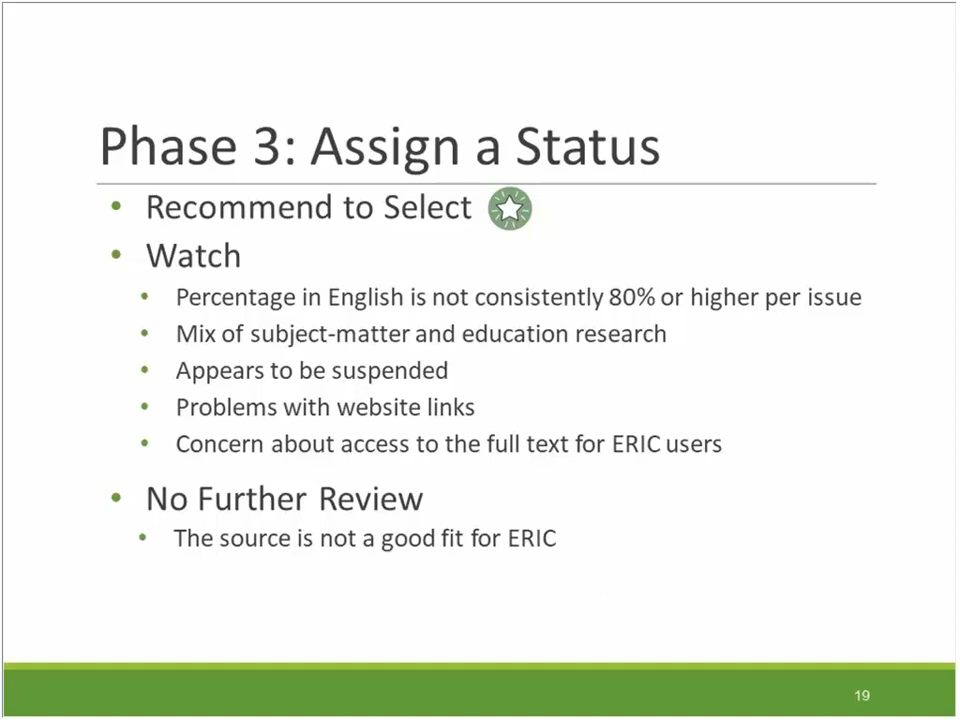 Phase 3: Assign a Status
• Recommend to Select
• Watch
• Percentage in English is not consistently 80% or higher per issue
• Mix of subject-matter and education research
• Appears to be suspended
• Problems with website links
• Concern about access to the full text for ERIC users
• No Further Review
• The source is not a good fit for ERIC
19